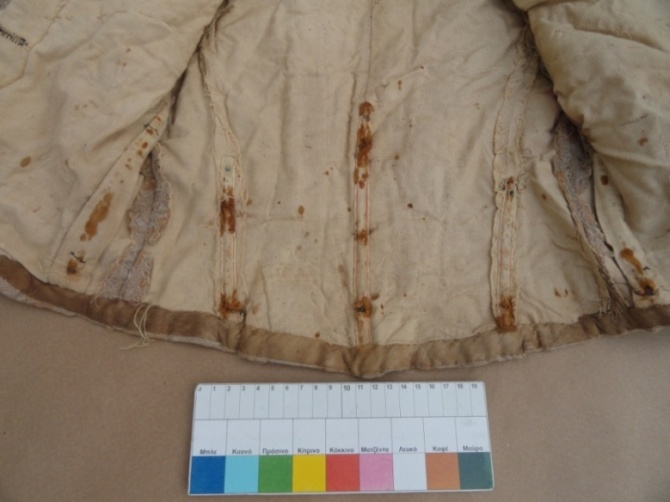 1 2 3 4 5 6 7 8 9 10 11 12 13 14 15 16 17 18 19
Μπλε Κυανό Πράσινο Κίτρινο Κόκκινο Ματζέντα Λευκό Καφέ Μαύρο